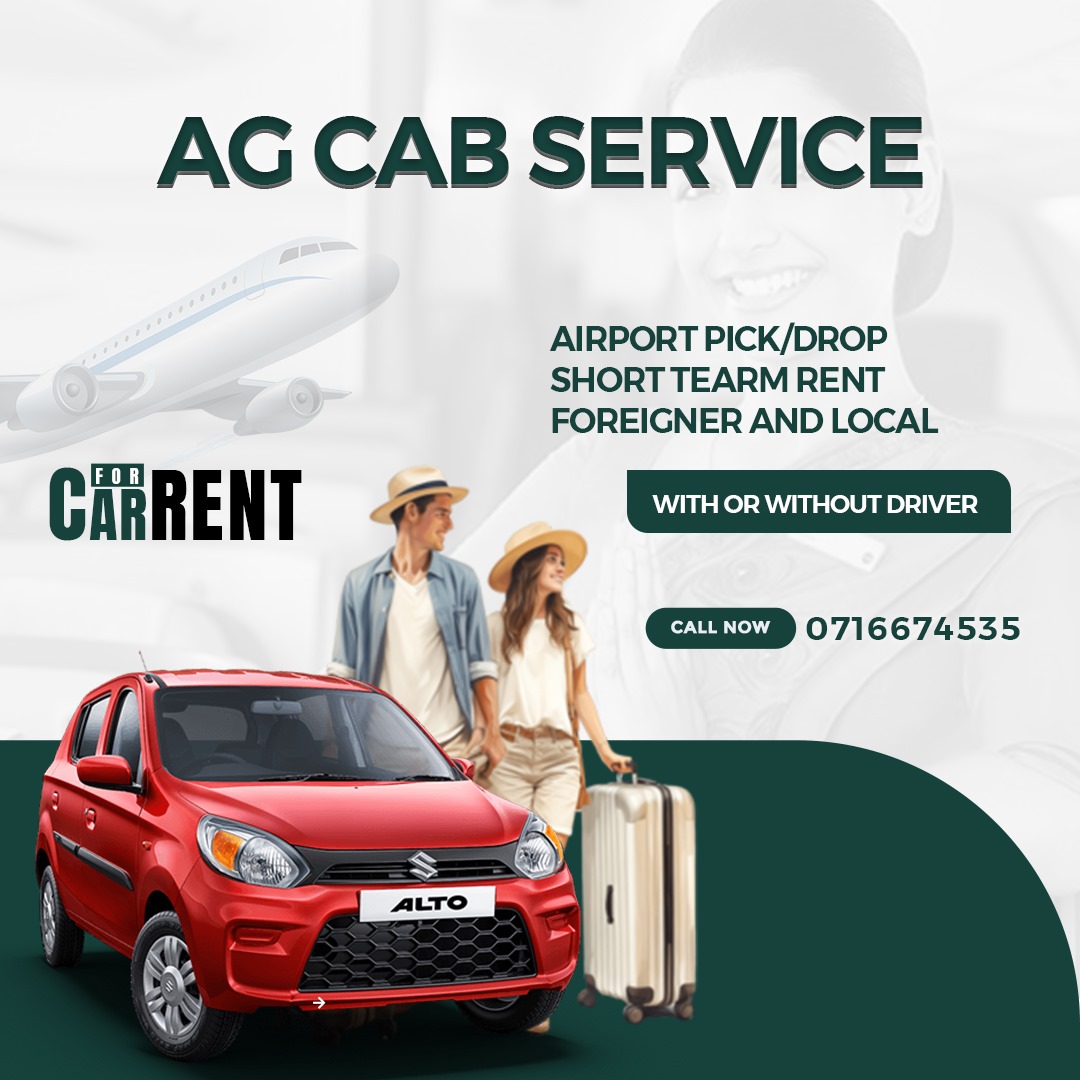 AG CAB SERVICE
AIRPORT PICK/DROP
SHORT TEARM RENT
FOREIGNER AND LOCAL
CAR FOR RENT
WITH OR WITHOUT DRIVER
CALL NOW 0716674535
ALTO